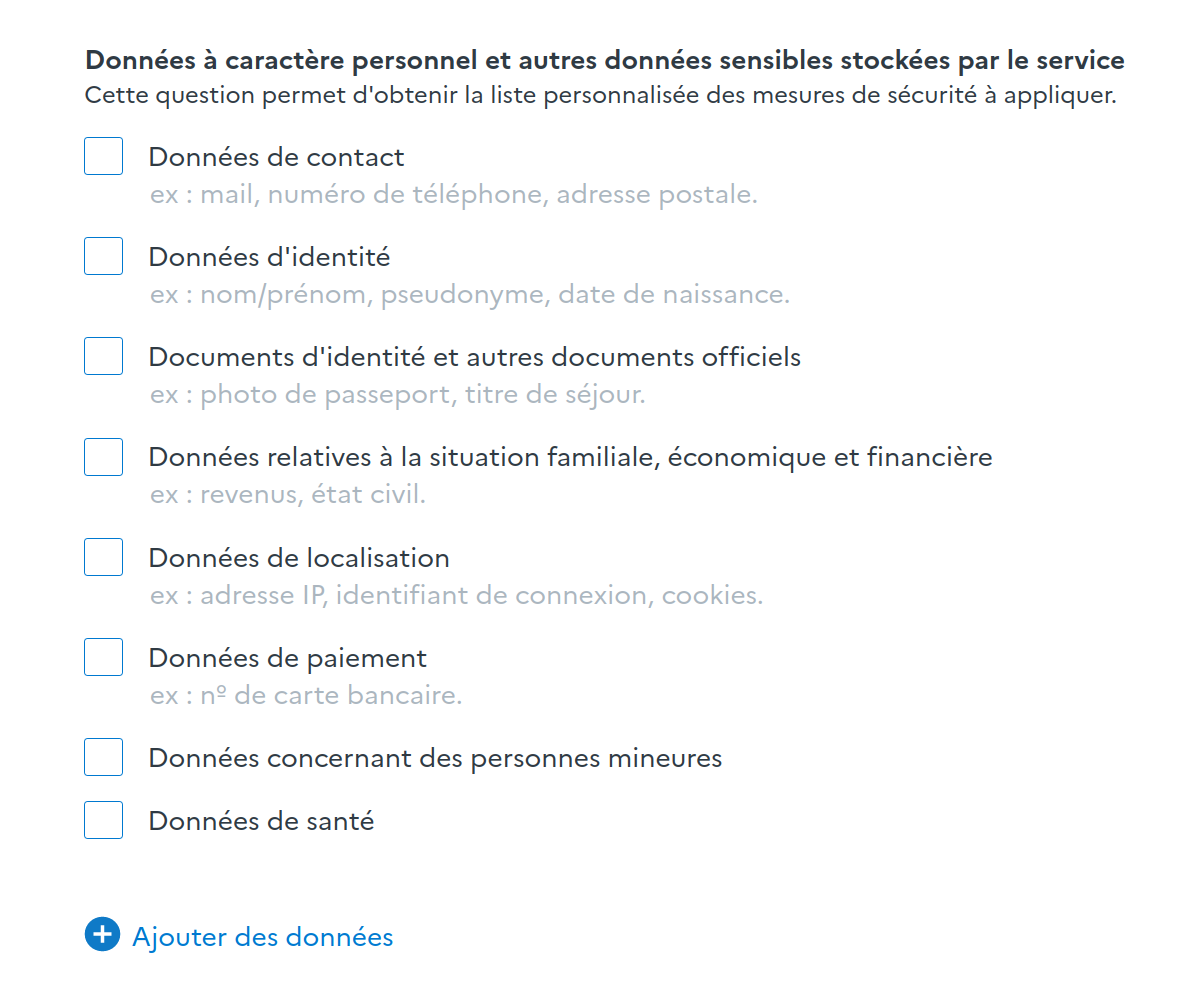 Données à caractère personnel et autres données sensibles stockées par le service
Cette question permet d'obtenir la liste personnalisée des mesures de sécurité à appliquer.
Données de contact
ex : mail, numéro de téléphone, adresse postale.
Données d'identité
ex : nom/prénom, pseudonyme, date de naissance.
Documents d'identité et autres documents officiels
ex : photo de passeport, titre de séjour.
Données relatives à la situation familiale, économique et financière
ex : revenus, état civil.
Données de localisation
ex : adresse IP, identifiant de connexion, cookies.
Données de paiement
ex : nº de carte bancaire.
Données concernant des personnes mineures
Données de santé
Ajouter des données